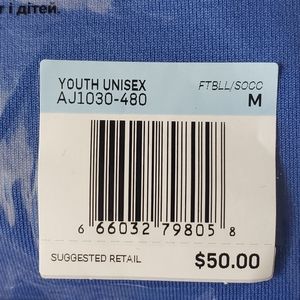 і дітей.
YOUTH UNISEX FTBLL/SOCC
AJ1030-480 M
6 66032 79805 8
SUGGESTED RETAIL $50.00